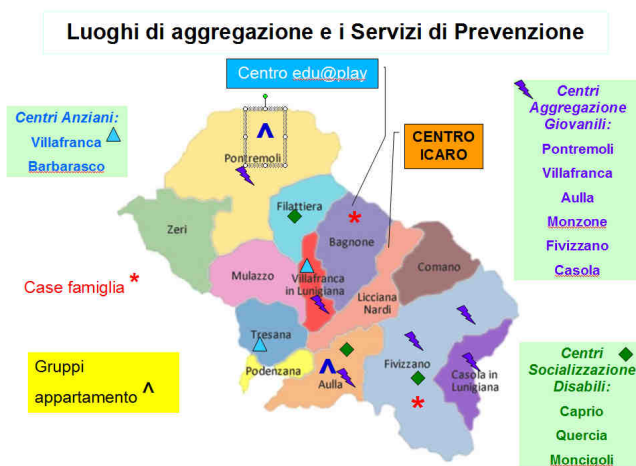 Luoghi di aggregazione e i Servizi di Prevenzione
Centro edu@play
Centri Anziani:
Villafranca
Barbarasco
CENTRO
ICARO
Centri
Aggregazione
Giovanili:
Pontremoli
Villafranca
Aulla
Monzone
Fivizzano
Casola
^
Pontremoli
Filattiera
Zeri
Bagnone
*
Mulazzo
Villafranca
in Lunigiana
Comano
Licciana
Nardi
Case famiglia *
Tresana
Podenzana
^
Aulla
Fivizzano
Casola in
Lunigiana
*
Gruppi
appartamento ^
Centri
Socializzazione
Disabili:
Caprio
Quercia
Moncigoli